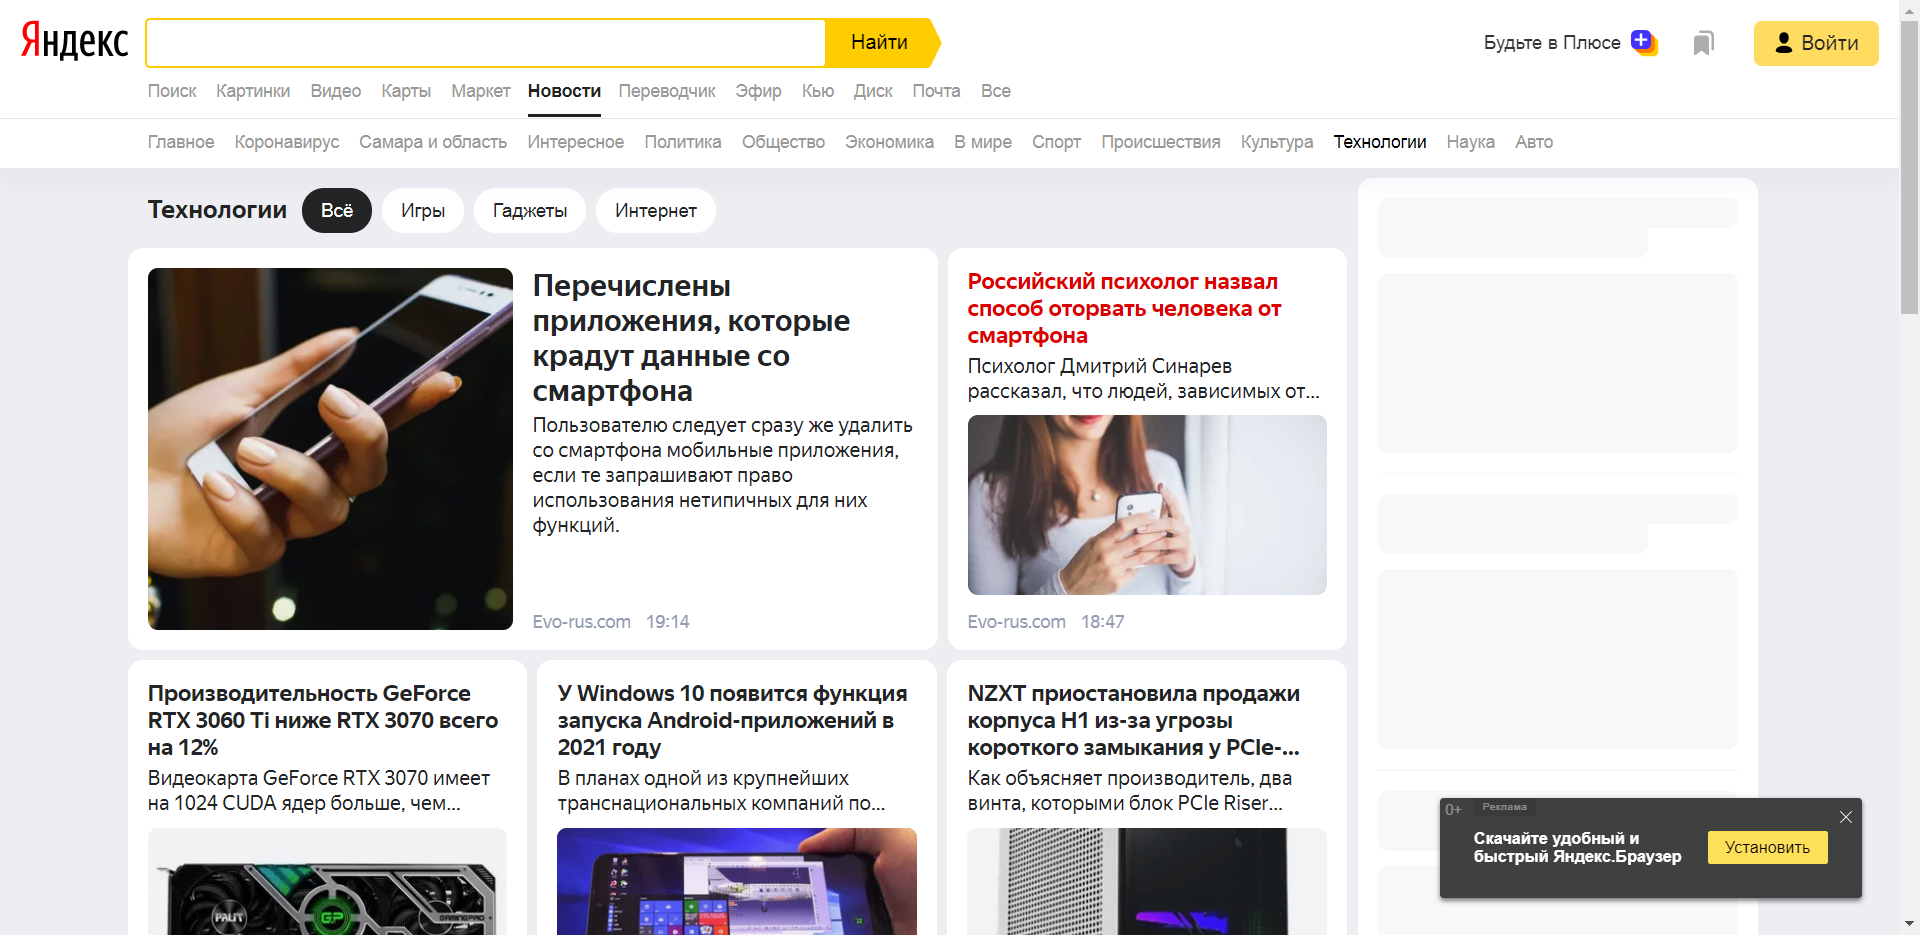 Яндекс
Найти
Будьте в Плюсе
Войти
Поиск Картинки Видео Карты Маркет Новости Переводчик Эфир Кью Диск Почта Все
Главное Коронавирус Самара и область Интересное Политика Общество Экономика В мире Спорт Происшествия Культура Технологии Наука Авто
Технологии Всё Игры Гаджеты Интернет
Перечислены
приложения, которые
крадут данные со
смартфона
Пользователю следует сразу же удалить
со смартфона мобильные приложения,
если те запрашивают право
использования нетипичных для них
функций.
Evo-rus.com 19:14
Российский психолог назвал
способ оторвать человека от
смартфона
Психолог Дмитрий Синарев
рассказал, что людей, зависимых от...
Evo-rus.com 18:47
Производительность GeForce
RTX 3060 Ti ниже RTX 3070 всего
на 12%
Видеокарта GeForce RTX 3070 имеет
на 1024 CUDA ядер больше, чем...
PALIT
GP
GAMINGPRO
У Windows 10 появится функция
запуска Android-приложений в
2021 году
В планах одной из крупнейших
транснациональных компаний по...
NZXT приостановила продажи
корпуса H1 из-за угрозы
короткого замыкания у PCIe-...
Как объясняет производитель, два
винта, которыми блок PCIe Riser...
0+ Реклама
Скачайте удобный и
быстрый Яндекс.Браузер
Установить